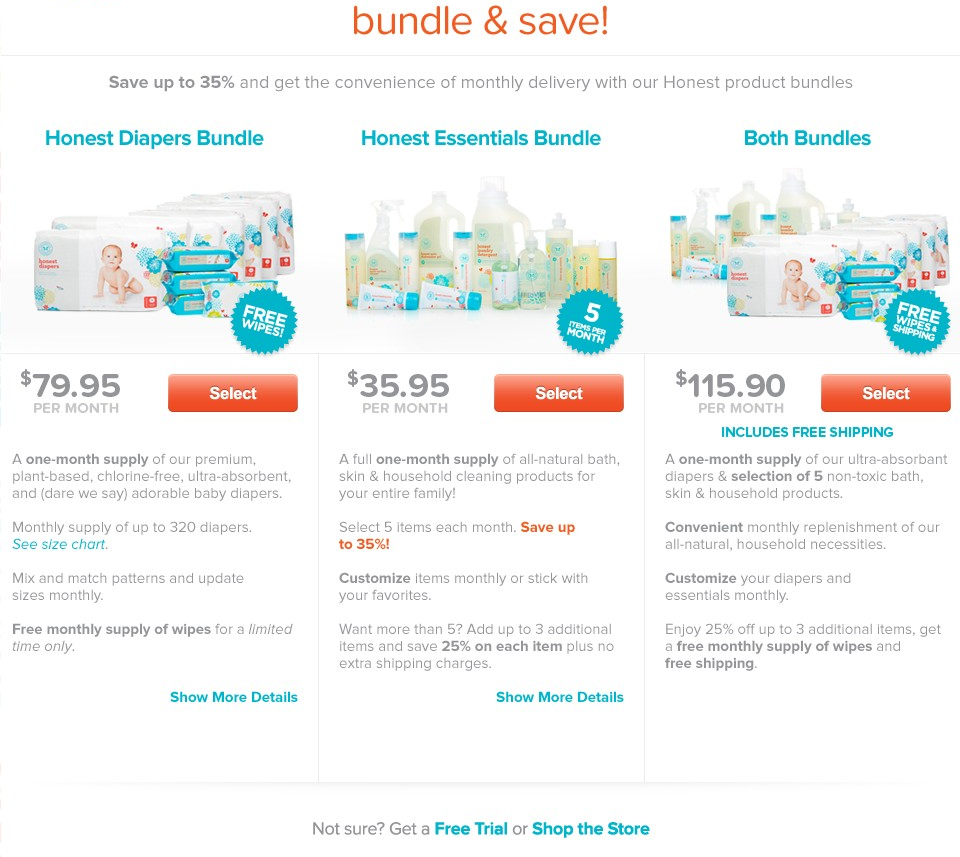 bundle & save!
Save up to 35% and get the convenience of monthly delivery with our Honest product bundles
Honest Diapers Bundle
honest
diapers
FREE
WIPES!
$79.95
PER MONTH
Select
A one-month supply of our premium,
plant-based, chlorine-free, ultra-absorbent,
and (dare we say) adorable baby diapers.
Monthly supply of up to 320 diapers.
See size chart.
Mix and match patterns and update
sizes monthly.
Free monthly supply of wipes for a limited
time only.
Show More Details
Honest Essentials Bundle
5
ITEMS PER
MONTH
$35.95
PER MONTH
Select
A full one-month supply of all-natural bath,
skin & household cleaning products for
your entire family!
Select 5 items each month. Save up
to 35%!
Customize items monthly or stick with
your favorites.
Want more than 5? Add up to 3 additional
items and save 25% on each item plus no
extra shipping charges.
Show More Details
Both Bundles
honest
diapers
FREE
WIPES &
SHIPPING
$115.90
PER MONTH
Select
INCLUDES FREE SHIPPING
A one-month supply of our ultra-absorbant
diapers & selection of 5 non-toxic bath,
skin & household products.
Convenient monthly replenishment of our
all-natural, household necessities.
Customize your diapers and
essentials monthly.
Enjoy 25% off up to 3 additional items, get
a free monthly supply of wipes and
free shipping.
Not sure? Get a Free Trial or Shop the Store